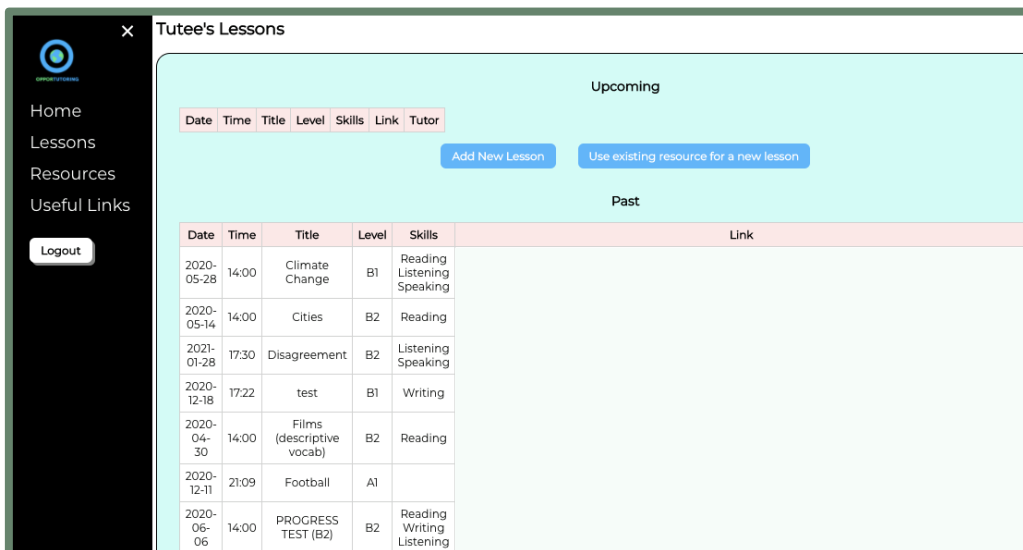 ×
Tutee's Lessons
OPPORTUTORING
Home
Lessons
Resources
Useful Links
Logout
Upcoming
Date Time Title Level Skills Link Tutor
Add New Lesson Use existing resource for a new lesson
Past
Date Time Title Level Skills Link
2020-05-28 14:00 Climate Change B1 Reading Listening Speaking
2020-05-14 14:00 Cities B2 Reading
2021-01-28 17:30 Disagreement B2 Listening Speaking
2020-12-18 17:22 test B1 Writing
2020-04-30 14:00 Films (descriptive vocab) B2 Reading
2020-12-11 21:09 Football A1
2020-06-06 14:00 PROGRESS TEST (B2) B2 Reading Writing Listening